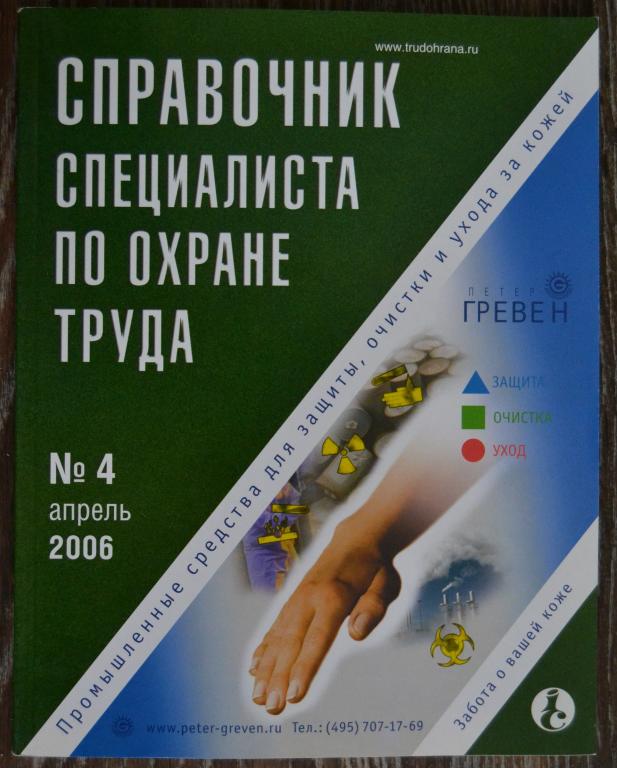 www.trudohrana.ru
СПРАВОЧНИК
СПЕЦИАЛИСТА
ПО ОХРАНЕ
ТРУДА
№ 4
апрель
2006
Промышленные средства для защиты, очистки и ухода за кожей
ПЕТЕР
ГРЕВЕН
ЗАЩИТА
ОЧИСТКА
УХОД
Забота о вашей коже
www.peter-greven.ru Тел.: (495) 707-17-69